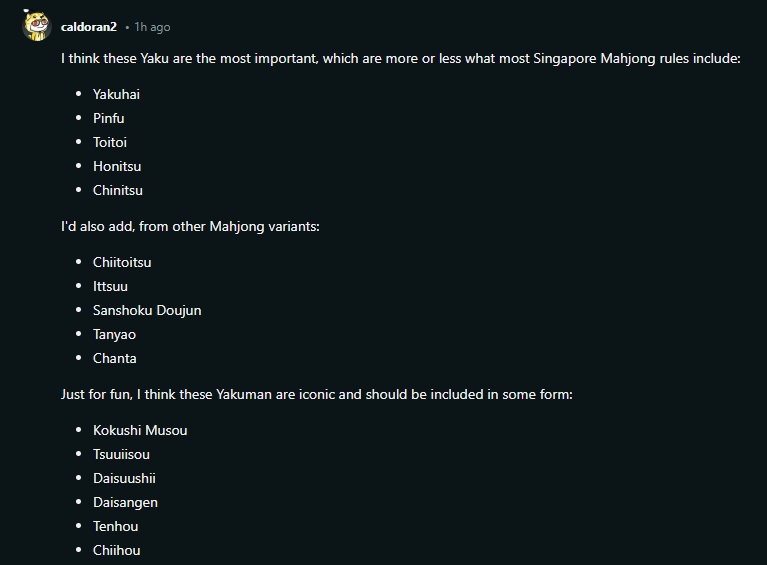 caldoran2 • 1h ago
I think these Yaku are the most important, which are more or less what most Singapore Mahjong rules include:
• Yakuhai
• Pinfu
• Toitoi
• Honitsu
• Chinitsu
I'd also add, from other Mahjong variants:
• Chiitoitsu
• Ittsuu
• Sanshoku Doujun
• Tanyao
• Chanta
Just for fun, I think these Yakuman are iconic and should be included in some form:
• Kokushi Musou
• Tsuuiisou
• Daisuushii
• Daisangen
• Tenhou
• Chiihou